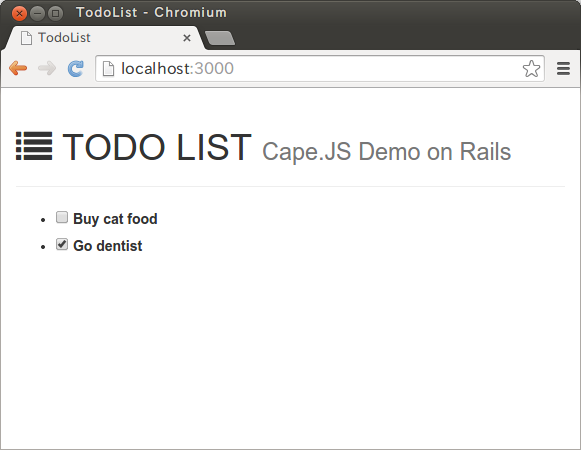 TodoList - Chromium
TodoList
localhost:3000
TODO LIST Cape.JS Demo on Rails
Buy cat food
Go dentist